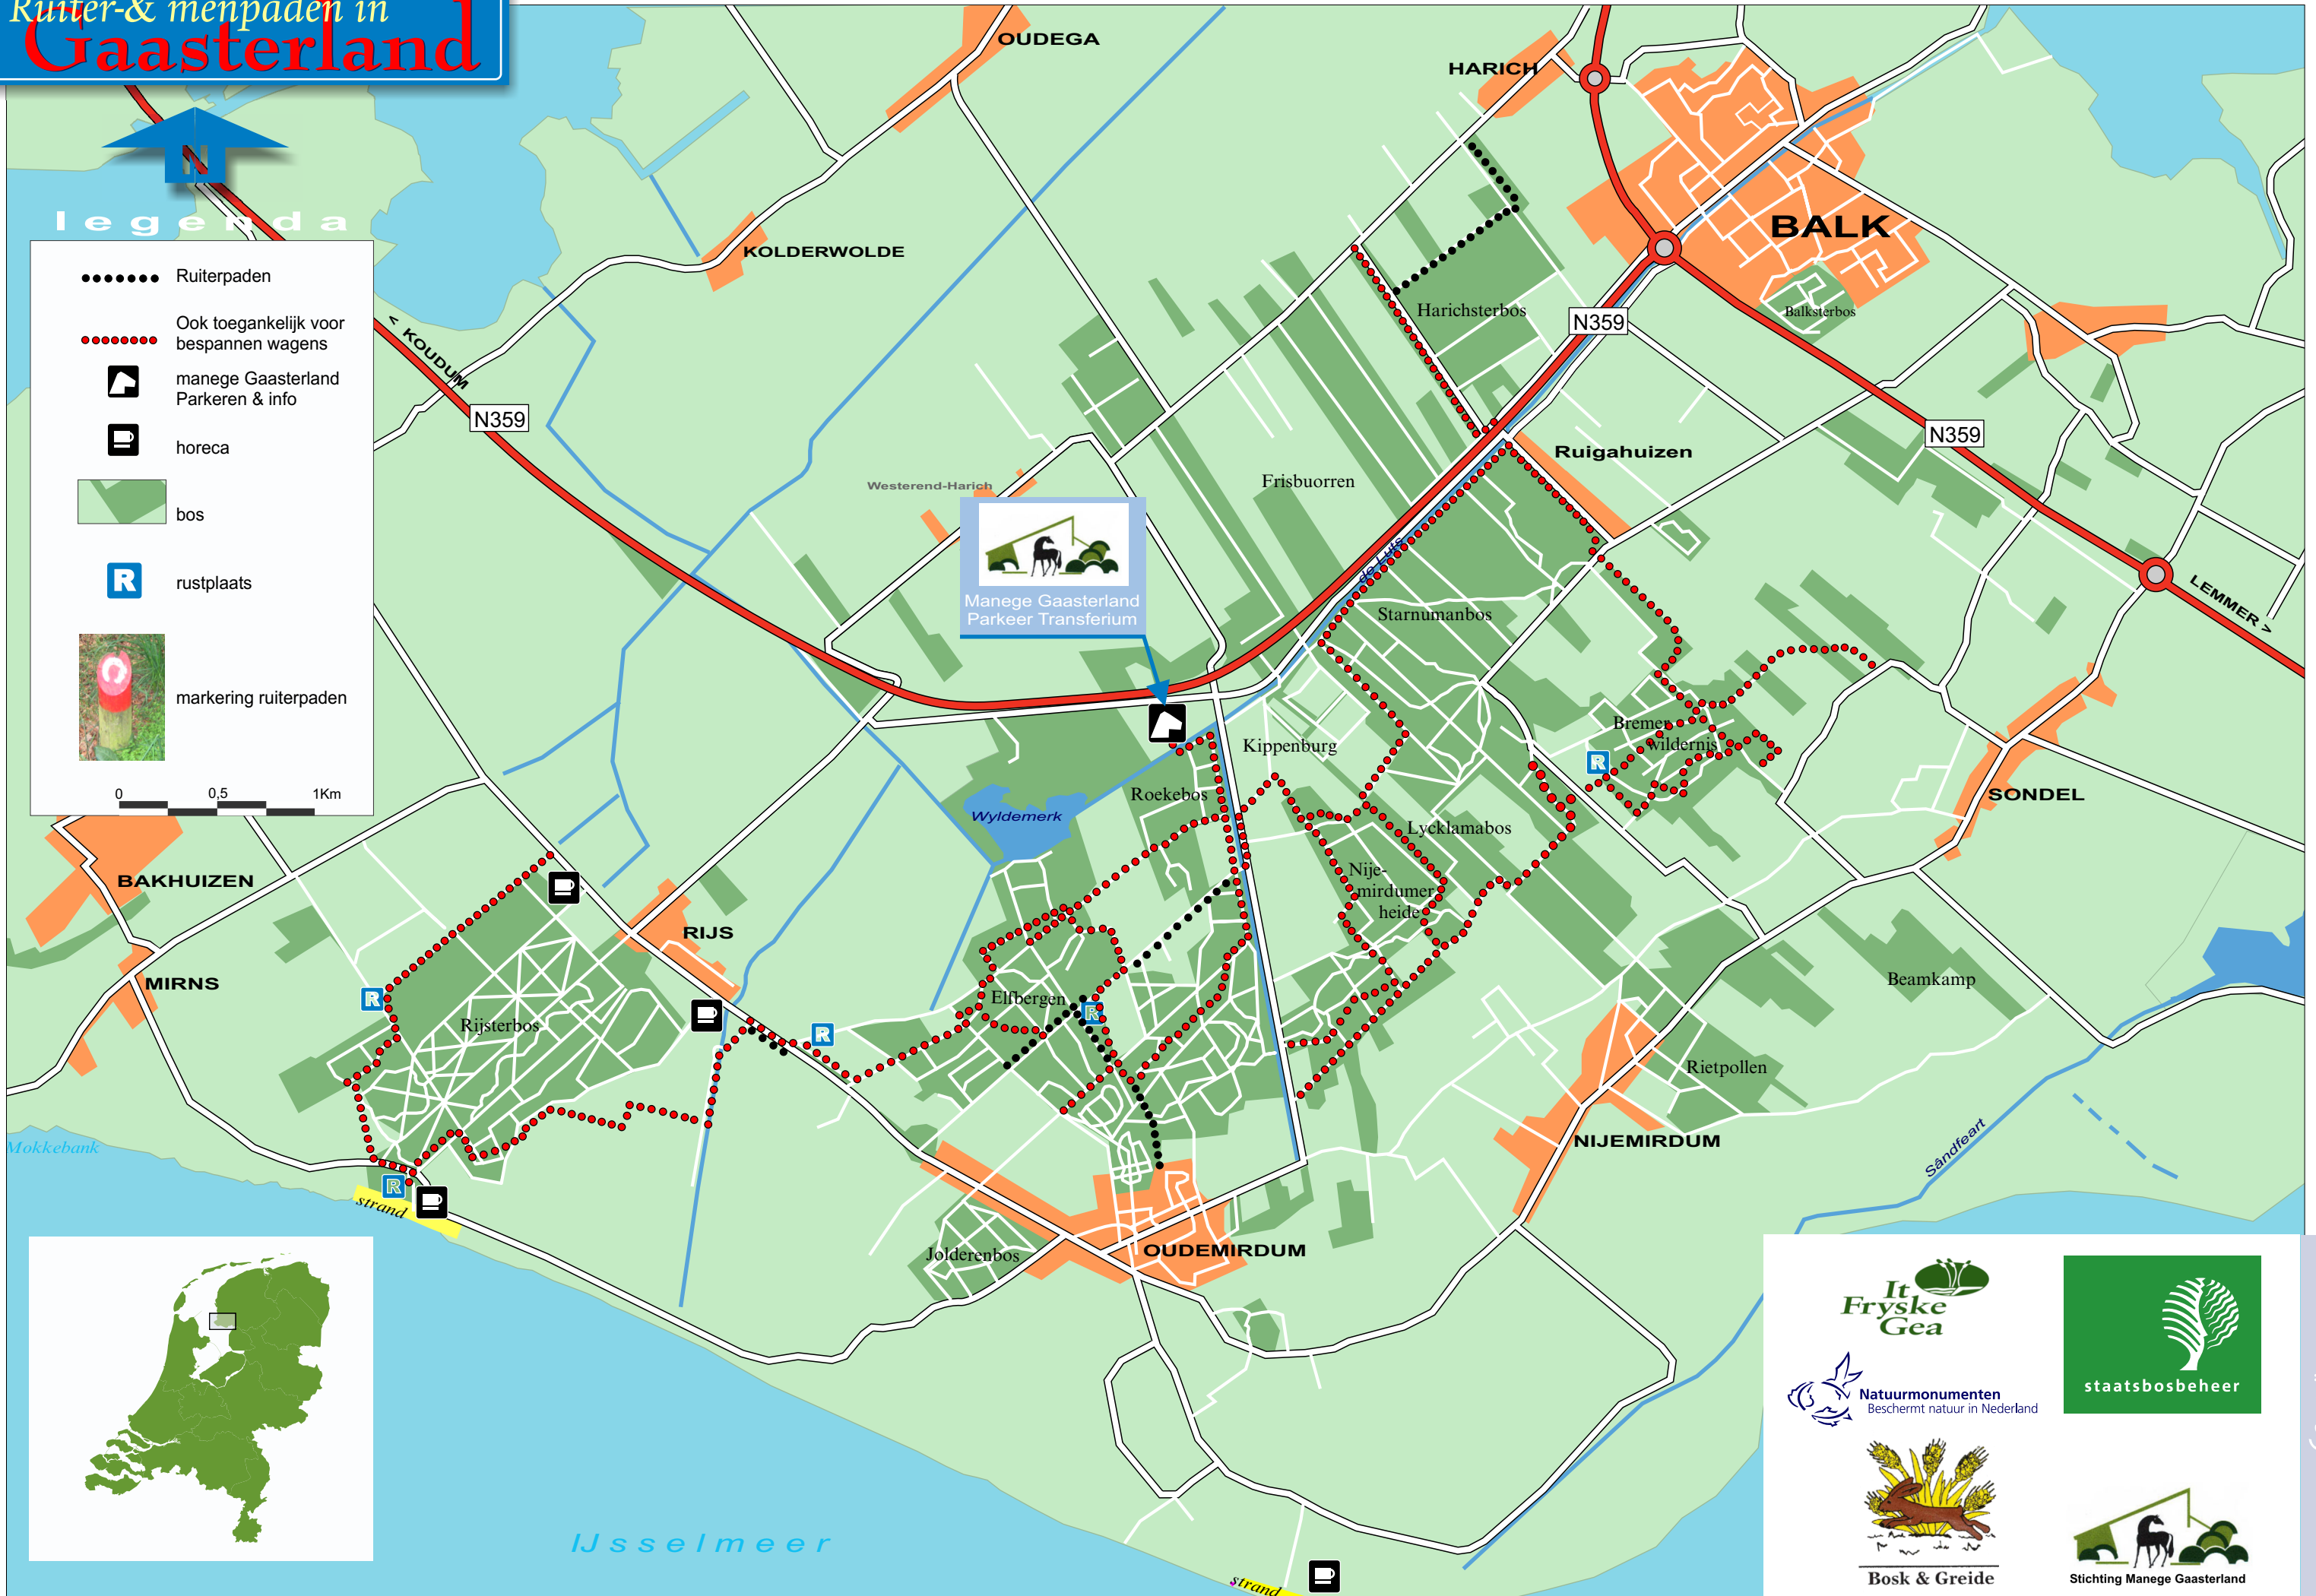 Ruiter-& menpaden in
Gaasterland
N
legenda
Ruiterpaden
Ook toegankelijk voor
bespannen wagens
manege Gaasterland
Parkeren & info
horeca
bos
R
rustplaats
markering ruiterpaden
0 0,5 1Km
OUDEGA
HARICH
BALK
KOLDERWOLDE
Harichsterbos
Balksterbos
N359
< KOUDUM
N359
N359
Ruigahuizen
Frisbuorren
Westerend-Harich
Manege Gaasterland
Parkeer Transferium
de Luts
LEMMER >
Starnumanbos
Bremer
wildernis
R
Kippenburg
Roekebos
SONDEL
Wyldemerk
Lycklamabos
Nije-
mirdumer
heide
BAKHUIZEN
RIJS
MIRNS
R
Beamkamp
Elfbergen
R
Rijsterbos
R
Rietpollen
Mokkebank
NIJEMIRDUM
Sândfeart
R
strand
OUDEMIRDUM
Jolderenbos
IJsselmeer
strand
It
Fryske
Gea
staatsbosbeheer
Natuurmonumenten
Beschermt natuur in Nederland
Bosk & Greide
Stichting Manege Gaasterland